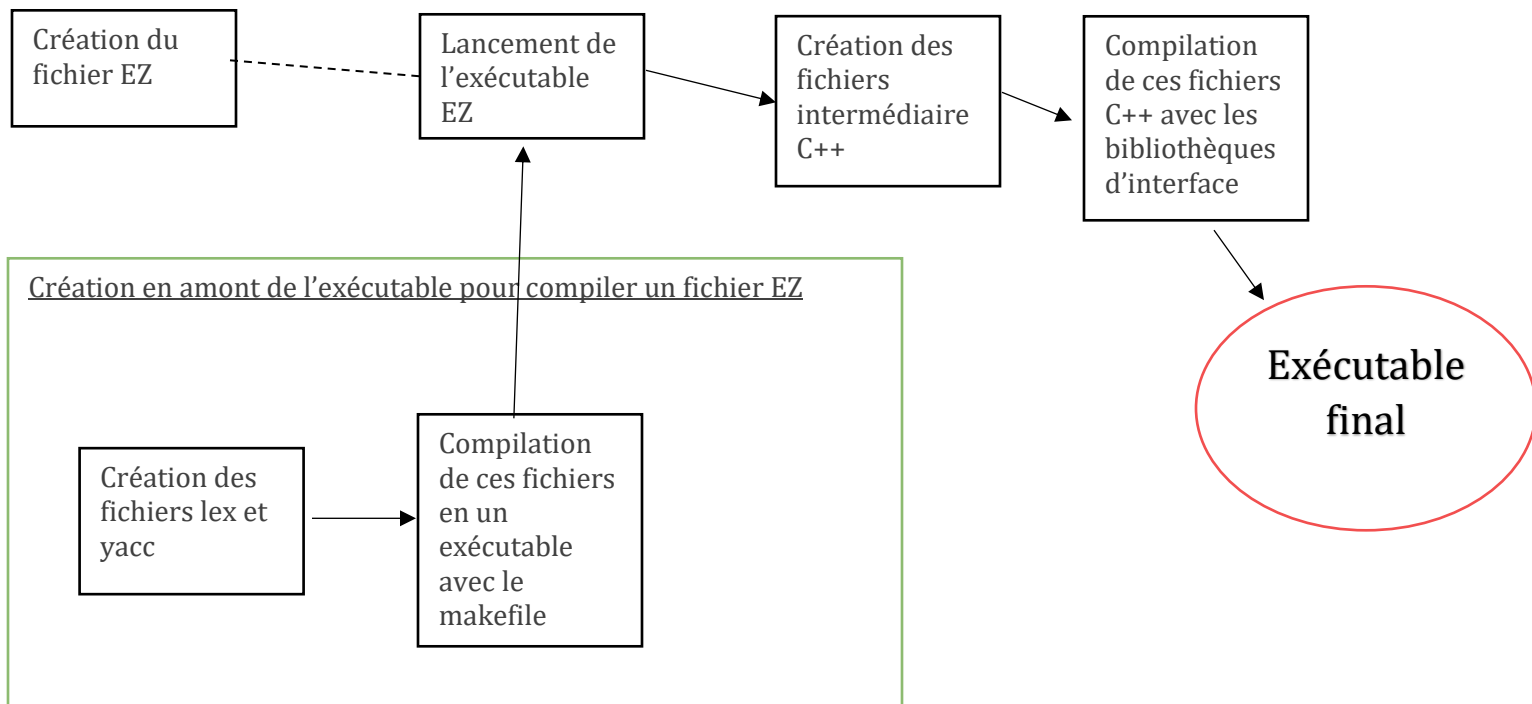 Création du
fichier EZ
Lancement de
l’exécutable
EZ
Création des
fichiers
intermédiaire
C++
Compilation
de ces fichiers
C++ avec les
bibliothèques
d’interface
Création en amont de l’exécutable pour compiler un fichier EZ
Exécutable
final
Création des
fichiers lex et
yacc
Compilation
de ces fichiers
en un
exécutable
avec le
makefile